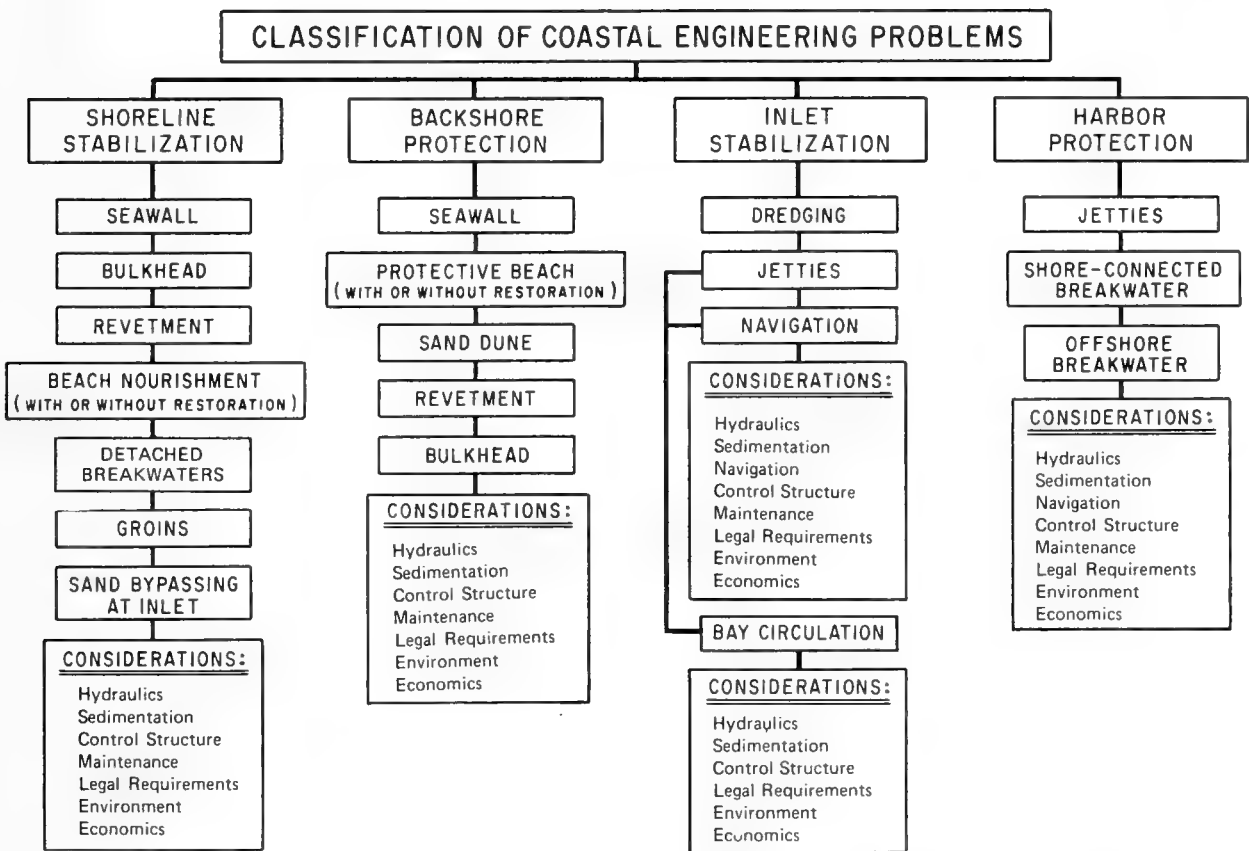 CLASSIFICATION OF COASTAL ENGINEERING PROBLEMS
SHORELINE
STABILIZATION
SEAWALL
BULKHEAD
REVETMENT
BEACH NOURISHMENT
(WITH OR WITHOUT RESTORATION)
DETACHED
BREAKWATERS
GROINS
SAND BYPASSING
AT INLET
CONSIDERATIONS:
Hydraulics
Sedimentation
Control Structure
Maintenance
Legal Requirements
Environment
Economics
BACKSHORE
PROTECTION
SEAWALL
PROTECTIVE BEACH
(WITH OR WITHOUT RESTORATION)
SAND DUNE
REVETMENT
BULKHEAD
CONSIDERATIONS:
Hydraulics
Sedimentation
Control Structure
Maintenance
Legal Requirements
Environment
Economics
INLET
STABILIZATION
DREDGING
JETTIES
NAVIGATION
CONSIDERATIONS:
Hydraulics
Sedimentation
Navigation
Control Structure
Maintenance
Legal Requirements
Environment
Economics
BAY CIRCULATION
CONSIDERATIONS:
Hydraulics
Sedimentation
Control Structure
Legal Requirements
Environment
Economics
HARBOR
PROTECTION
JETTIES
SHORE-CONNECTED
BREAKWATER
OFFSHORE
BREAKWATER
CONSIDERATIONS:
Hydraulics
Sedimentation
Navigation
Control Structure
Maintenance
Legal Requirements
Environment
Economics